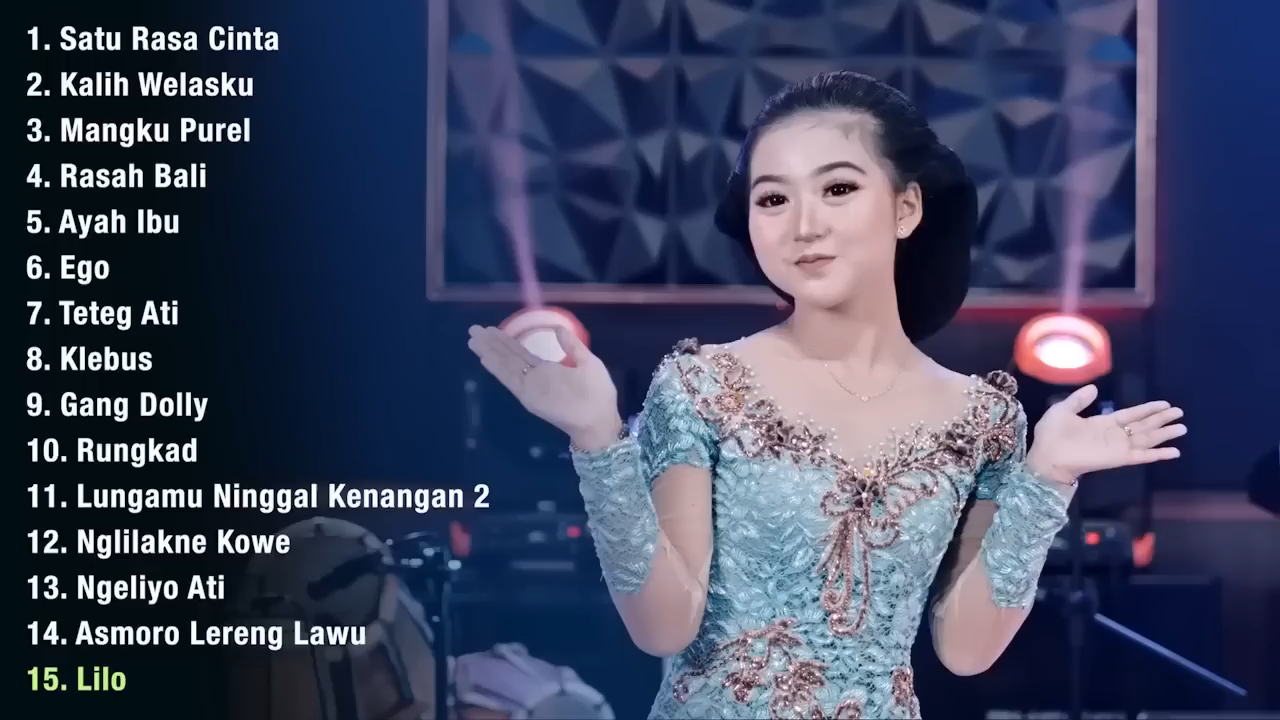 1. Satu Rasa Cinta
2. Kalih Welasku
3. Mangku Purel
4. Rasah Bali
5. Ayah Ibu
6. Ego
7. Teteg Ati
8. Klebus
9. Gang Dolly
10. Rungkad
11. Lungamu Ninggal Kenangan 2
12. Nglilakne Kowe
13. Ngeliyo Ati
14. Asmoro Lereng Lawu
15. Lilo